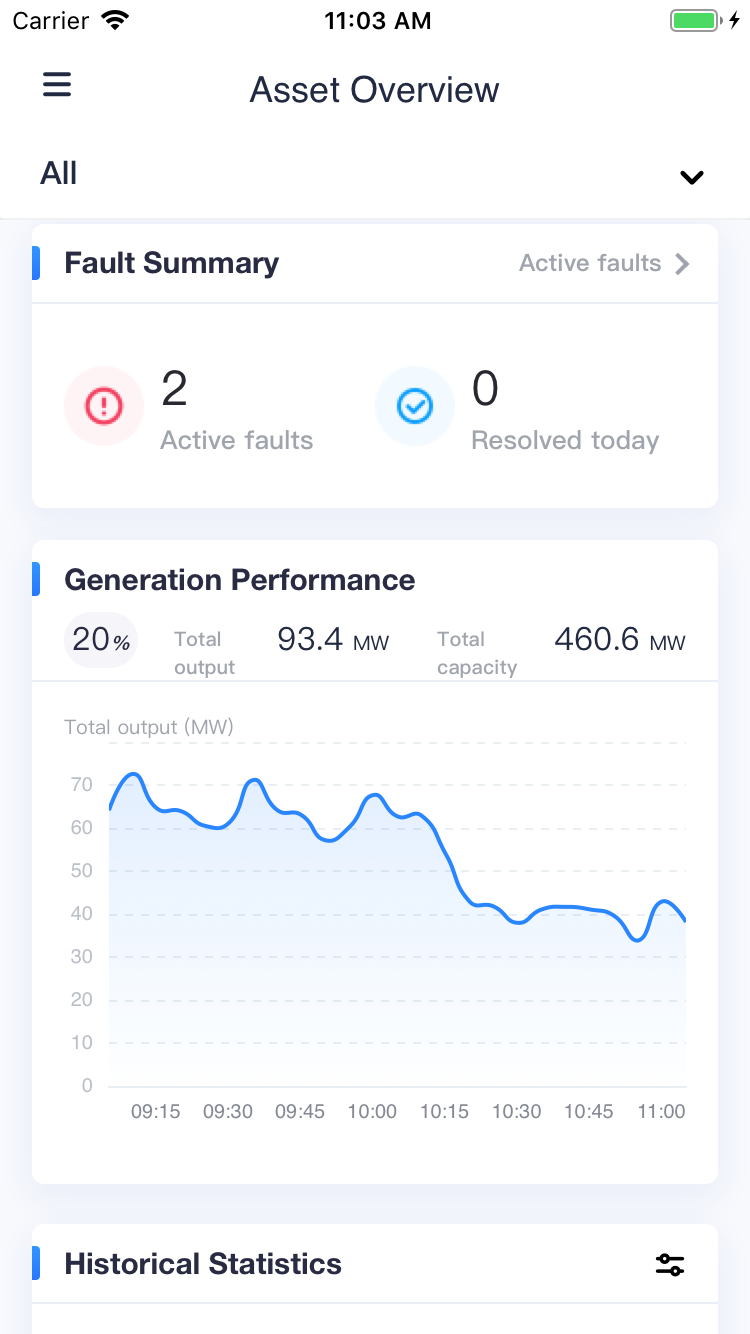 Carrier 11:03 AM
Asset Overview
All
Fault Summary Active faults
2 0
Active faults Resolved today
Generation Performance
20% Total 93.4 MW Total 460.6 MW
output capacity
Total output (MW)
70
60
50
40
30
20
10
0
09:15 09:30 09:45 10:00 10:15 10:30 10:45 11:00
Historical Statistics